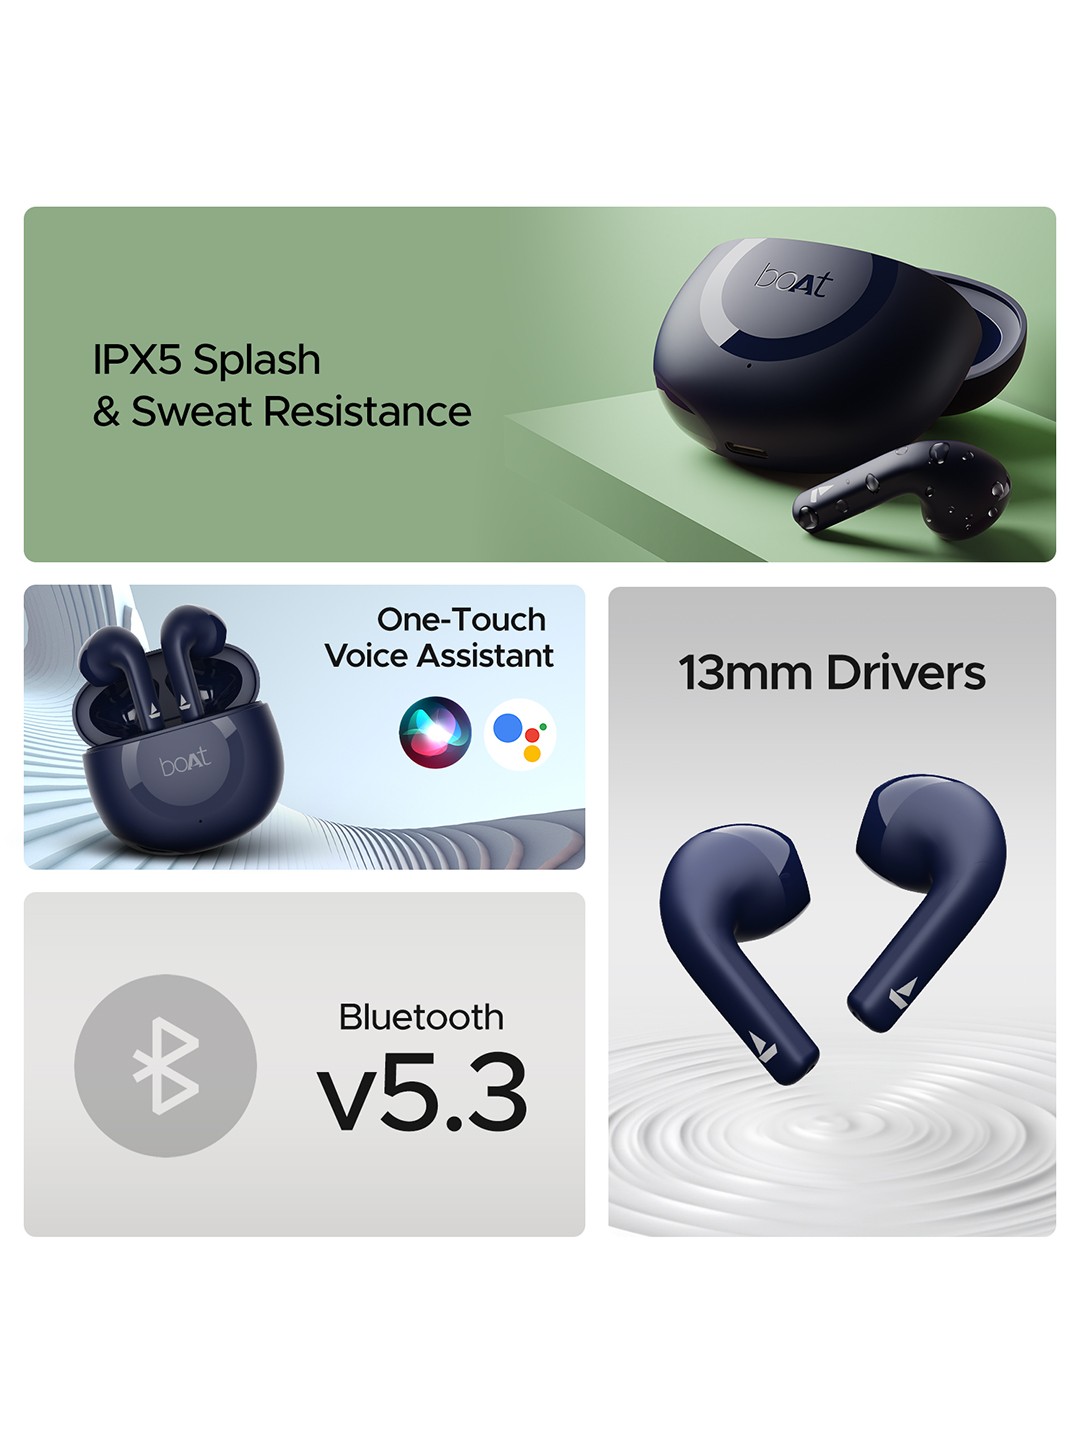 boAt
IPX5 Splash
& Sweat Resistance
One-Touch
Voice Assistant
boAt
13mm Drivers
Bluetooth
v5.3